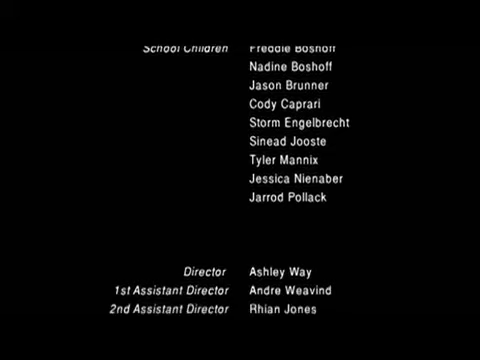 School Children Freddie Boshoff
Nadine Boshoff
Jason Brunner
Cody Caprari
Storm Engelbrecht
Sinead Jooste
Tyler Mannix
Jessica Nienaber
Jarrod Pollack
Director Ashley Way
1st Assistant Director Andre Weavind
2nd Assistant Director Rhian Jones